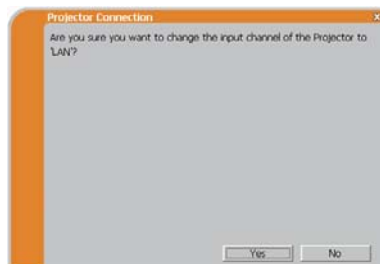 Projector Connection
x
Are you sure you want to change the input channel of the Projector to
'LAN'?
Yes
No